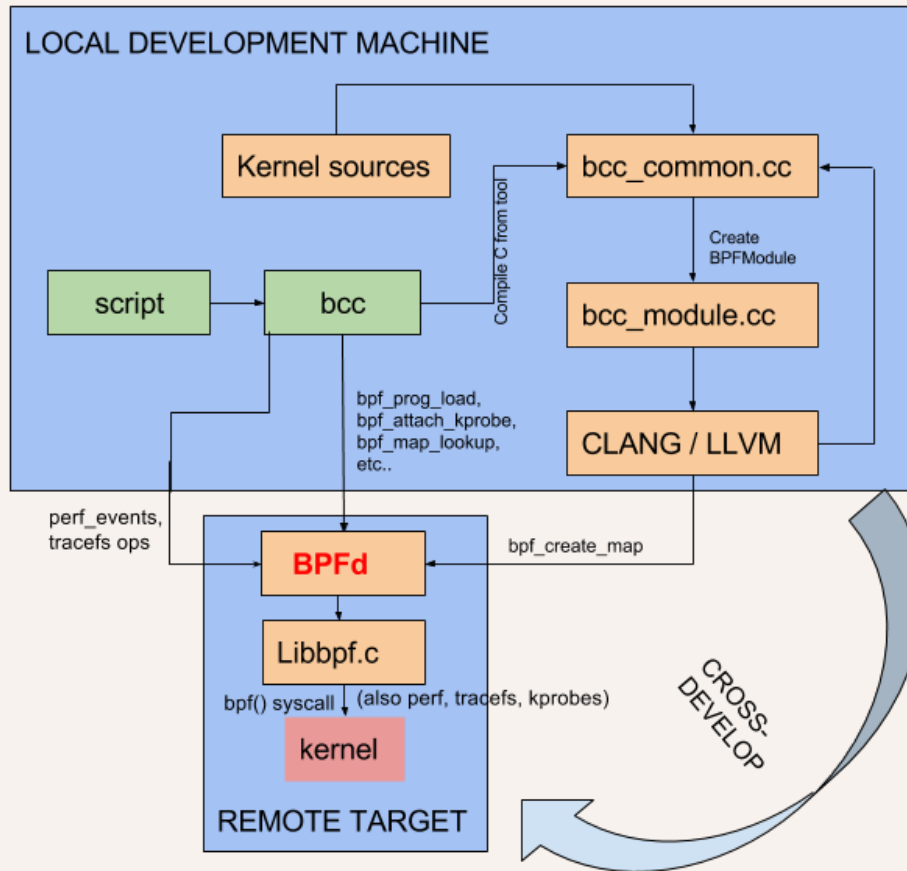 LOCAL DEVELOPMENT MACHINE
Kernel sources
bcc_common.cc
Compile C from tool
Create
BPFModule
script
bcc
bcc_module.cc
bpf_prog_load,
bpf_attach_kprobe,
bpf_map_lookup,
etc..
CLANG / LLVM
perf_events,
tracefs ops
BPFd
bpf_create_map
Libbpf.c
bpf() syscall
(also perf, tracefs, kprobes)
kernel
REMOTE TARGET
CROSS-
DEVELOP